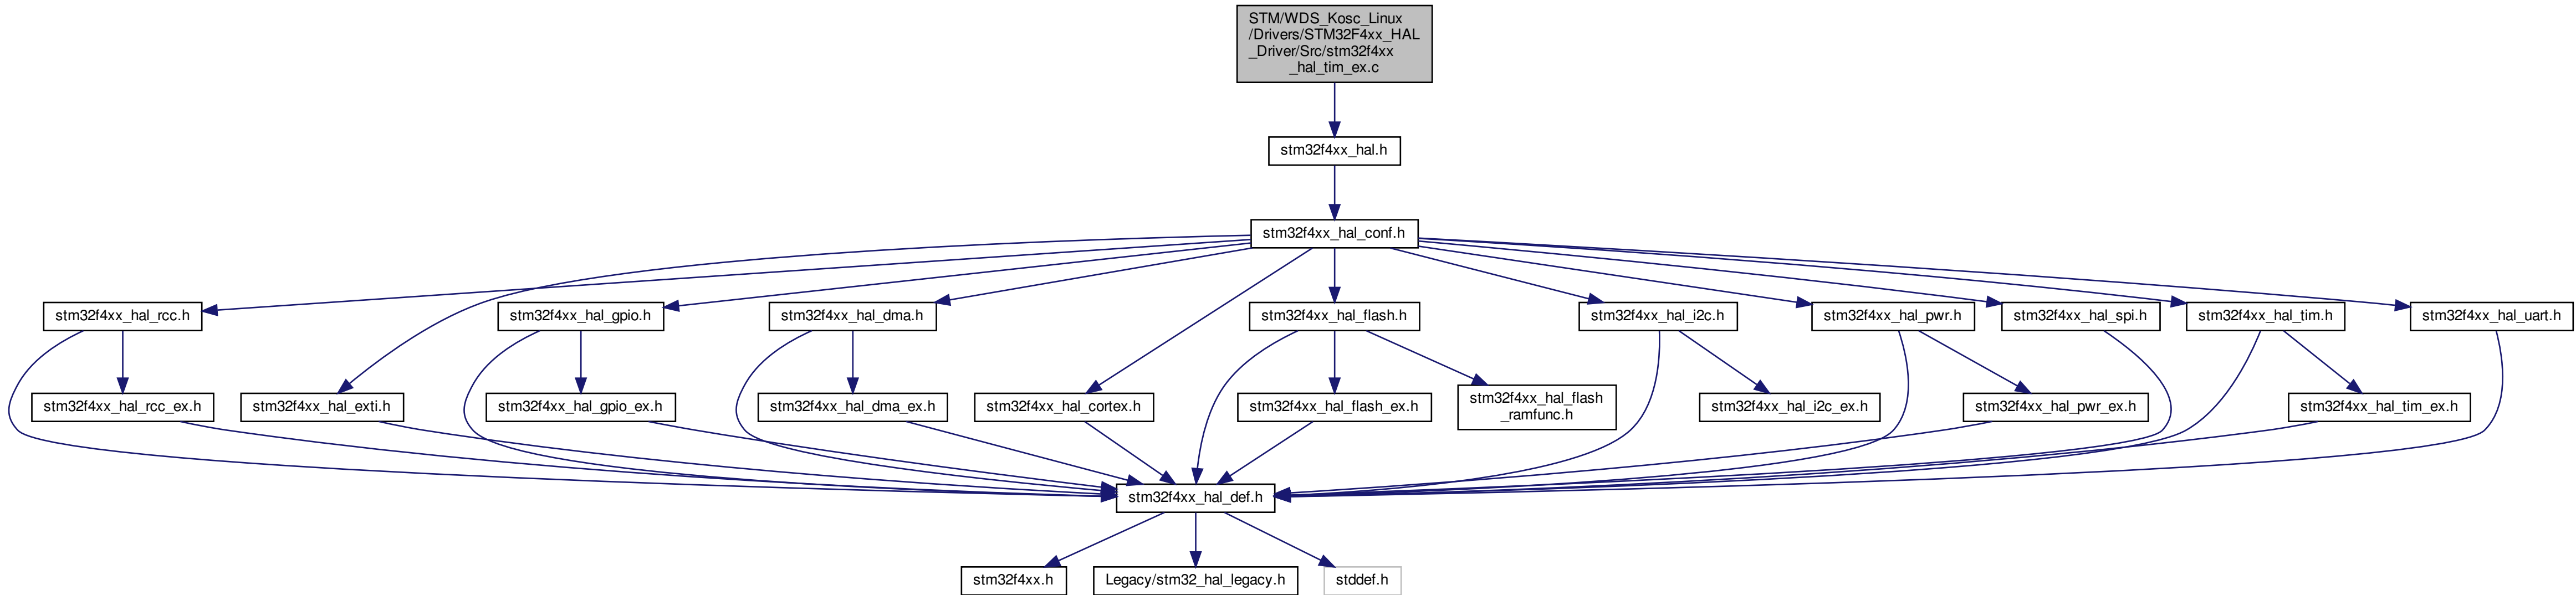 STM/WDS_Kosc_Linux
/Drivers/STM32F4xx_HAL
_Driver/Src/stm32f4xx
_hal_tim_ex.c
stm32f4xx_hal.h
stm32f4xx_hal_conf.h
stm32f4xx_hal_rcc.h
stm32f4xx_hal_gpio.h
stm32f4xx_hal_dma.h
stm32f4xx_hal_flash.h
stm32f4xx_hal_i2c.h
stm32f4xx_hal_pwr.h
stm32f4xx_hal_spi.h
stm32f4xx_hal_tim.h
stm32f4xx_hal_uart.h
stm32f4xx_hal_rcc_ex.h
stm32f4xx_hal_exti.h
stm32f4xx_hal_gpio_ex.h
stm32f4xx_hal_dma_ex.h
stm32f4xx_hal_cortex.h
stm32f4xx_hal_flash_ex.h
stm32f4xx_hal_flash
_ramfunc.h
stm32f4xx_hal_i2c_ex.h
stm32f4xx_hal_pwr_ex.h
stm32f4xx_hal_tim_ex.h
stm32f4xx_hal_def.h
stm32f4xx.h
Legacy/stm32_hal_legacy.h
stddef.h